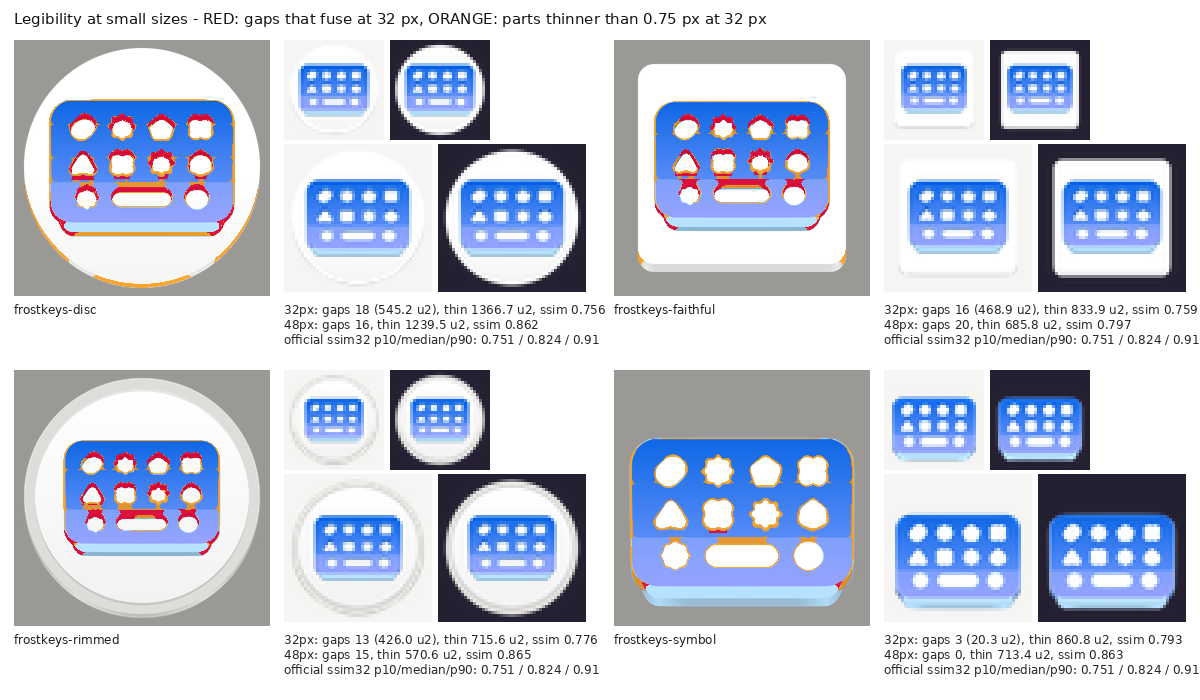 Legibility at small sizes - RED: gaps that fuse at 32 px, ORANGE: parts thinner than 0.75 px at 32 px
frostkeys-disc
32px: gaps 18 (545.2 u2), thin 1366.7 u2, ssim 0.756
48px: gaps 16, thin 1239.5 u2, ssim 0.862
official ssim32 p10/median/p90: 0.751 / 0.824 / 0.91
frostkeys-faithful
32px: gaps 16 (468.9 u2), thin 833.9 u2, ssim 0.759
48px: gaps 20, thin 685.8 u2, ssim 0.797
official ssim32 p10/median/p90: 0.751 / 0.824 / 0.91
frostkeys-rimmed
32px: gaps 13 (426.0 u2), thin 715.6 u2, ssim 0.776
48px: gaps 15, thin 570.6 u2, ssim 0.865
official ssim32 p10/median/p90: 0.751 / 0.824 / 0.91
frostkeys-symbol
32px: gaps 3 (20.3 u2), thin 860.8 u2, ssim 0.793
48px: gaps 0, thin 713.4 u2, ssim 0.863
official ssim32 p10/median/p90: 0.751 / 0.824 / 0.91